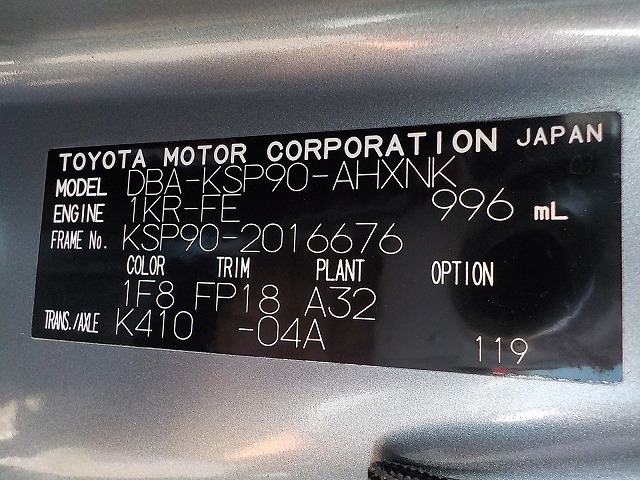 TOYOTA MOTOR CORPORATION JAPAN
MODEL DBA-KSP90-AHXNK
ENGINE 1KR-FE 996 mL
FRAME No. KSP90-2016676
COLOR TRIM PLANT OPTION
1F8 FP18 A32
TRANS./AXLE K410 -04A
119